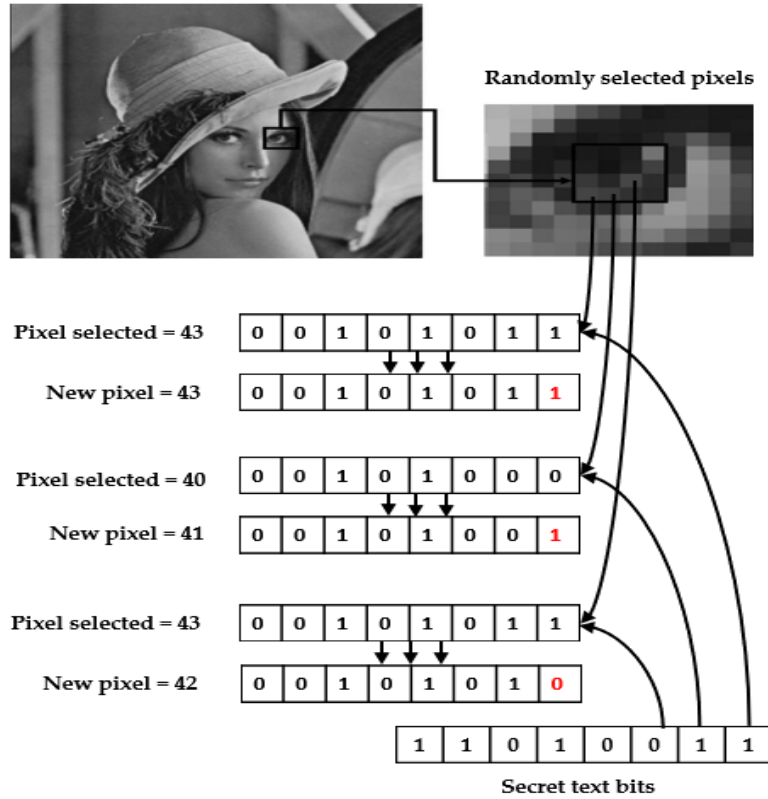 Randomly selected pixels
Pixel selected = 43 0 0 1 0 1 0 1 1
New pixel = 43 0 0 1 0 1 0 1 1
Pixel selected = 40 0 0 1 0 1 0 0 0
New pixel = 41 0 0 1 0 1 0 0 1
Pixel selected = 43 0 0 1 0 1 0 1 1
New pixel = 42 0 0 1 0 1 0 1 0
1 1 0 1 0 0 1 1
Secret text bits